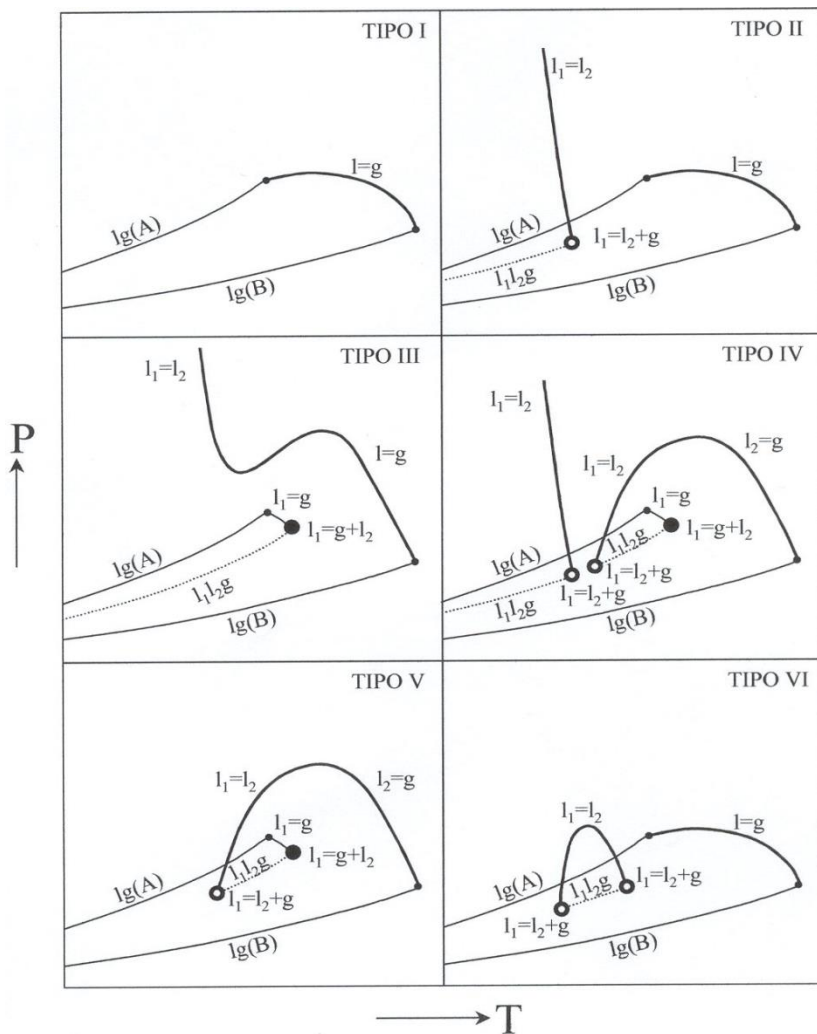 TIPO I
l=g
lg(A)
lg(B)
TIPO II
l₁=l₂
l=g
lg(A)
l₁=l₂+g
l₁l₂g
lg(B)
TIPO III
l₁=l₂
l=g
l₁=g
l₁=g+l₂
lg(A)
l₁l₂g
lg(B)
TIPO IV
l₁=l₂
l₁=l₂
l₂=g
l₁=g
l₁=g+l₂
lg(A)
l₁l₂g
l₁=l₂+g
l₁=l₂+g
l₁l₂g
lg(B)
TIPO V
l₁=l₂
l₂=g
l₁=g
l₁=g+l₂
l₁l₂g
lg(A)
l₁=l₂+g
lg(B)
TIPO VI
l₁=l₂
l=g
lg(A)
l₁l₂g
l₁=l₂+g
l₁=l₂+g
lg(B)
P
T